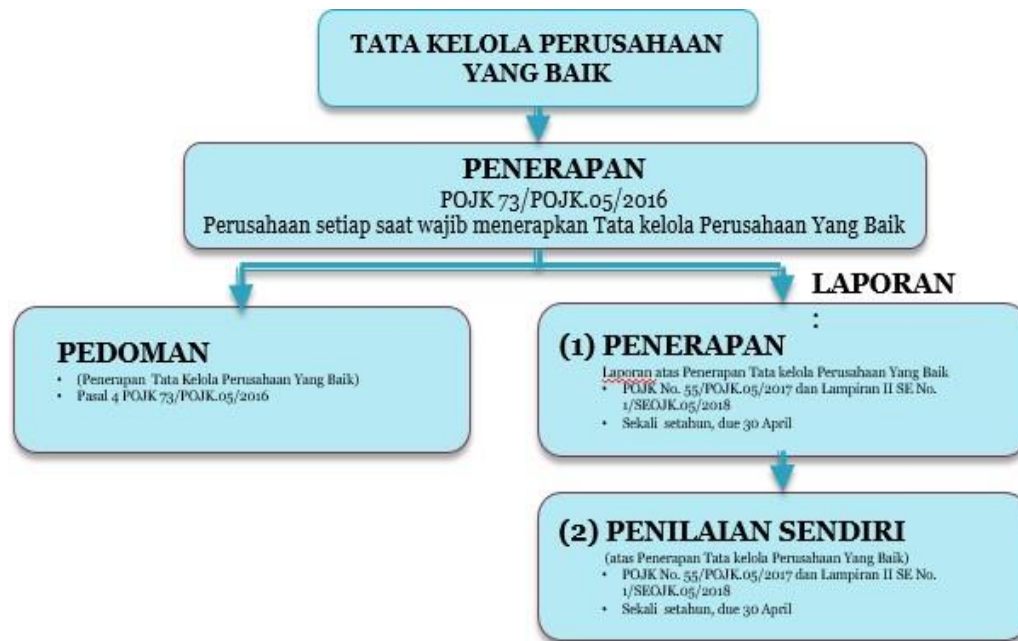 TATA KELOLA PERUSAHAAN
YANG BAIK
PENERAPAN
POJK 73/POJK.05/2016
Perusahaan setiap saat wajib menerapkan Tata kelola Perusahaan Yang Baik
PEDOMAN
• (Penerapan Tata Kelola Perusahaan Yang Baik)
• Pasal 4 POJK 73/POJK.05/2016
LAPORAN
:
(1) PENERAPAN
Laporan atas Penerapan Tata kelola Perusahaan Yang Baik
• POJK No. 55/POJK.05/2017 dan Lampiran II SE No.
1/SEOJK.05/2018
• Sekali setahun, due 30 April
(2) PENILAIAN SENDIRI
(atas Penerapan Tata kelola Perusahaan Yang Baik)
• POJK No. 55/POJK.05/2017 dan Lampiran II SE No.
1/SEOJK.05/2018
• Sekali setahun, due 30 April